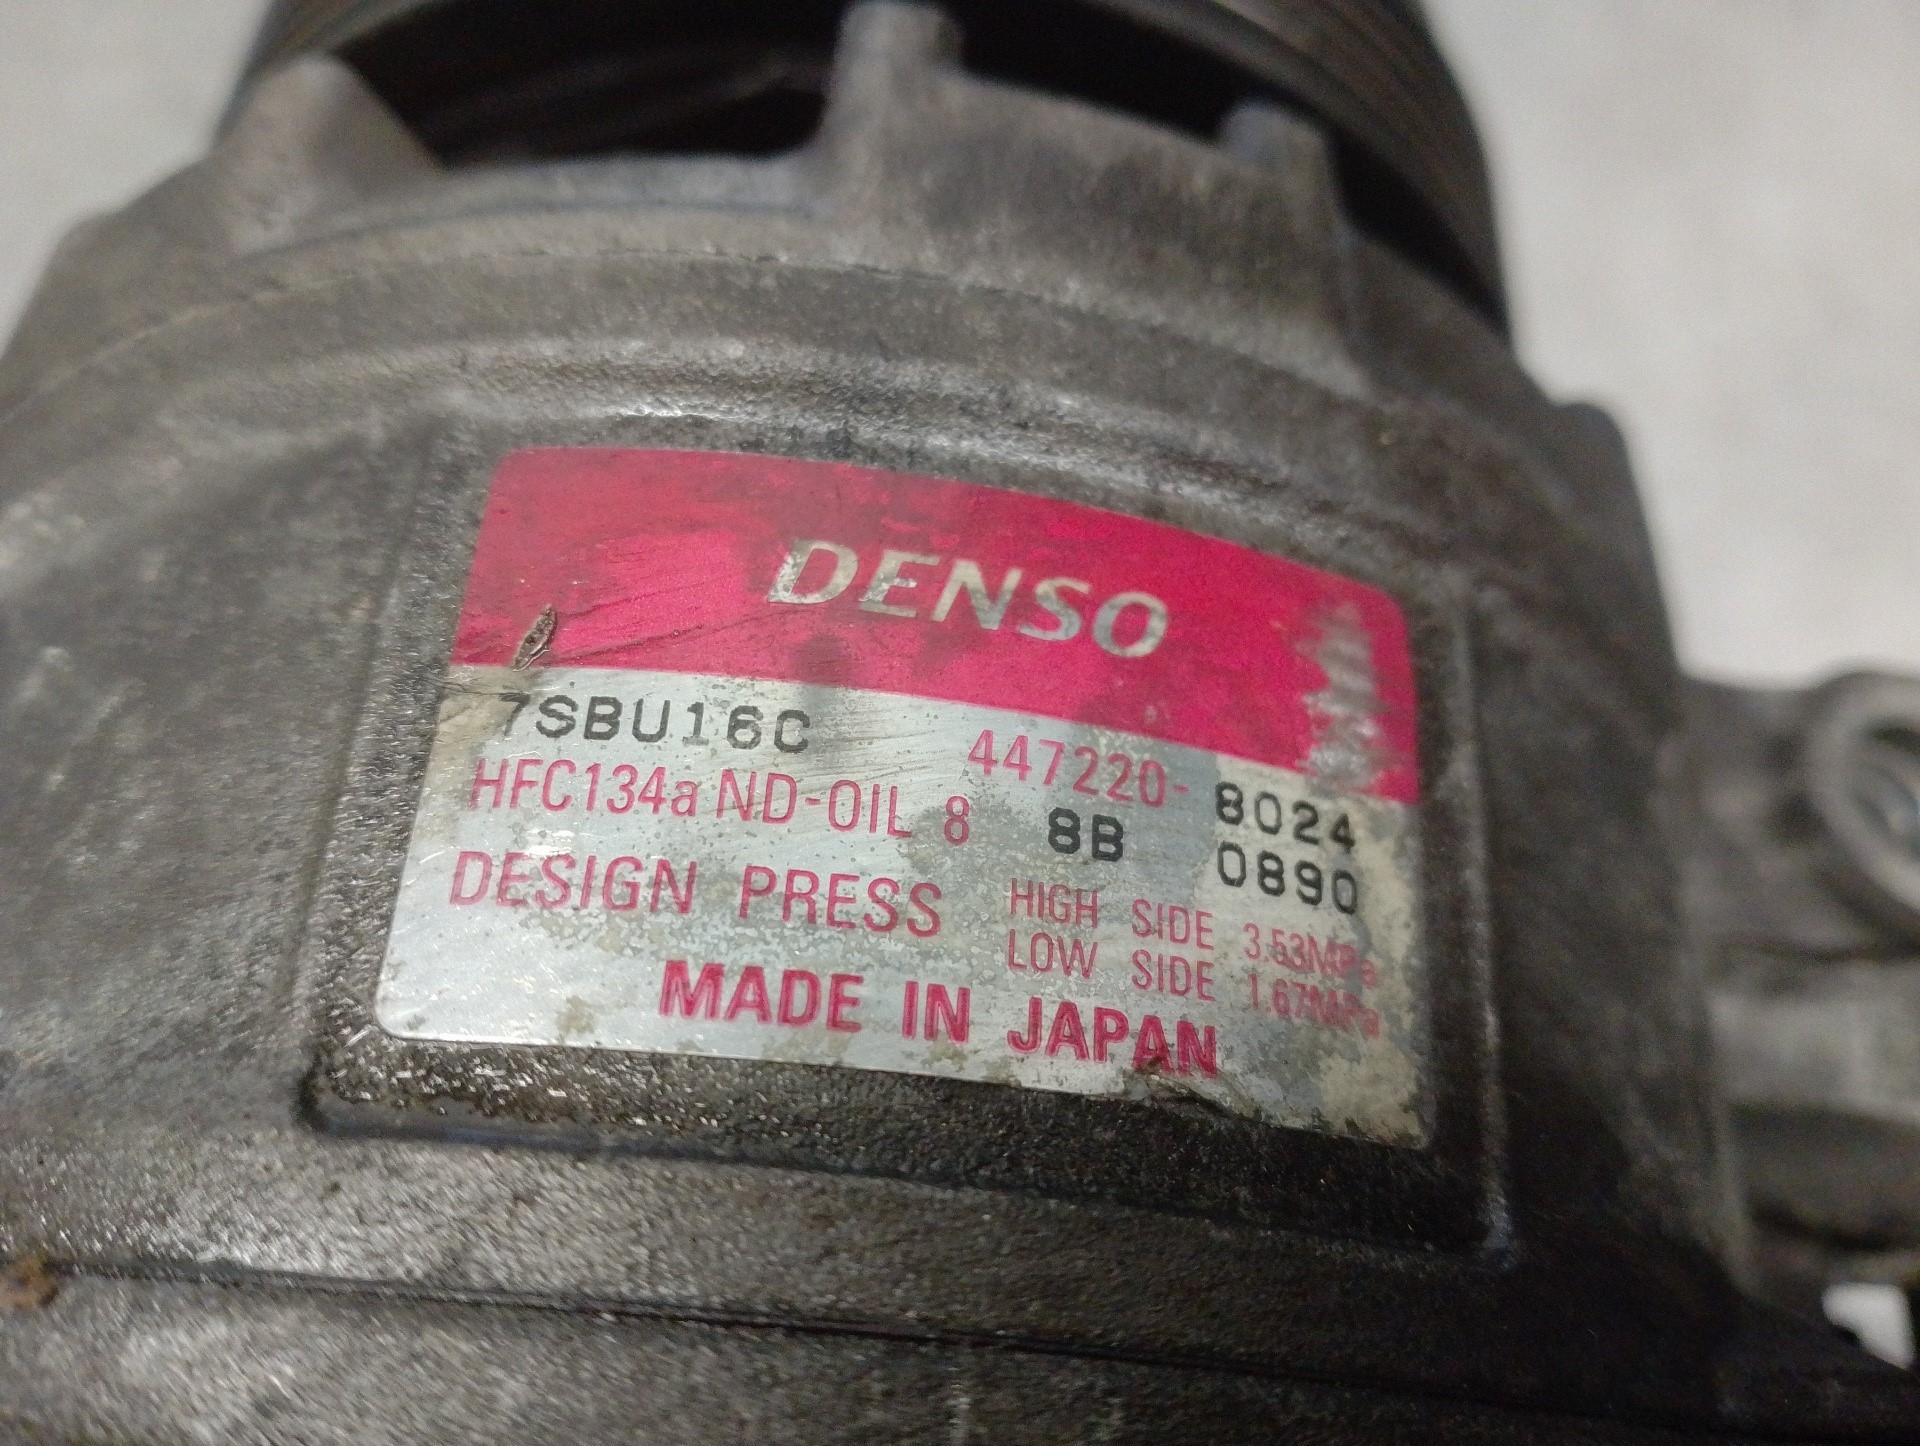 DENSO
7SBU16C 447220-8024
HFC134a ND-OIL 8 8B 0890
DESIGN PRESS HIGH SIDE 3.53MPa
LOW SIDE 1.67MPa
MADE IN JAPAN